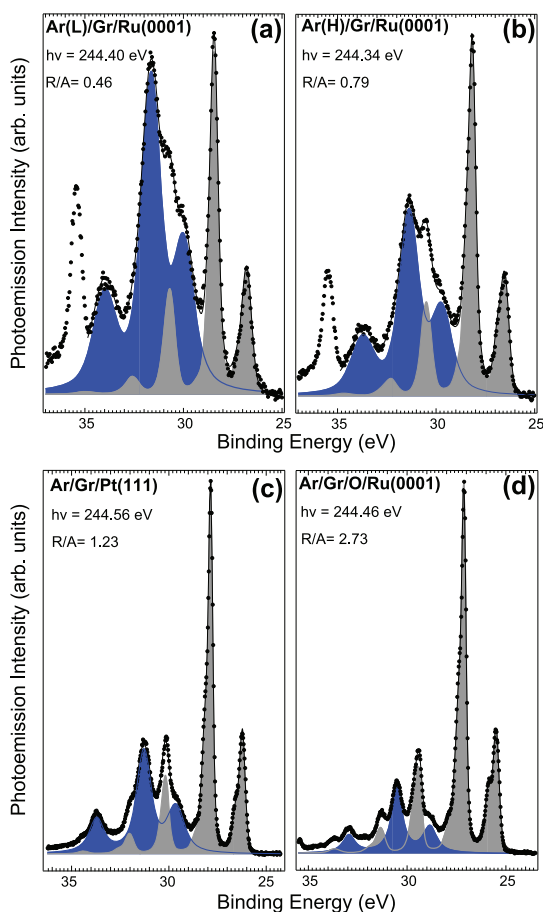 Ar(L)/Gr/Ru(0001)
(a)
hν = 244.40 eV
R/A= 0.46
Ar(H)/Gr/Ru(0001)
(b)
hν = 244.34 eV
R/A= 0.79
Photoemission Intensity (arb. units)
35 30 25
35 30 25
Binding Energy (eV)
Binding Energy (eV)
Ar/Gr/Pt(111)
(c)
hν = 244.56 eV
R/A= 1.23
Ar/Gr/O/Ru(0001)
(d)
hν = 244.46 eV
R/A= 2.73
Photoemission Intensity (arb. units)
35 30 25
35 30 25
Binding Energy (eV)
Binding Energy (eV)